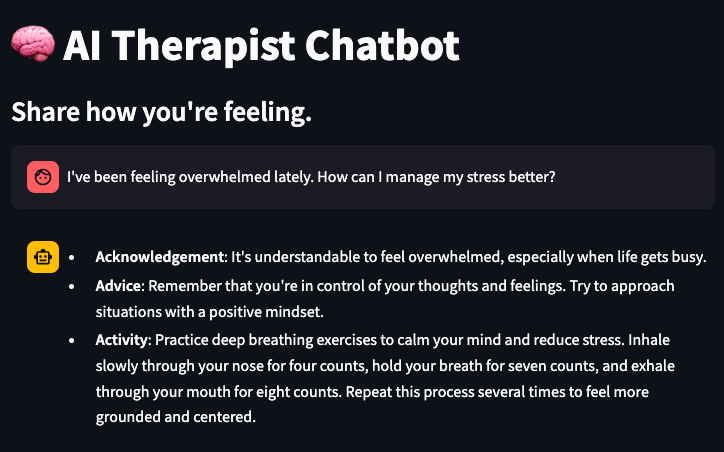 AI Therapist Chatbot
Share how you're feeling.
I've been feeling overwhelmed lately. How can I manage my stress better?
• Acknowledgement: It's understandable to feel overwhelmed, especially when life gets busy.
• Advice: Remember that you're in control of your thoughts and feelings. Try to approach
situations with a positive mindset.
• Activity: Practice deep breathing exercises to calm your mind and reduce stress. Inhale
slowly through your nose for four counts, hold your breath for seven counts, and exhale
through your mouth for eight counts. Repeat this process several times to feel more
grounded and centered.